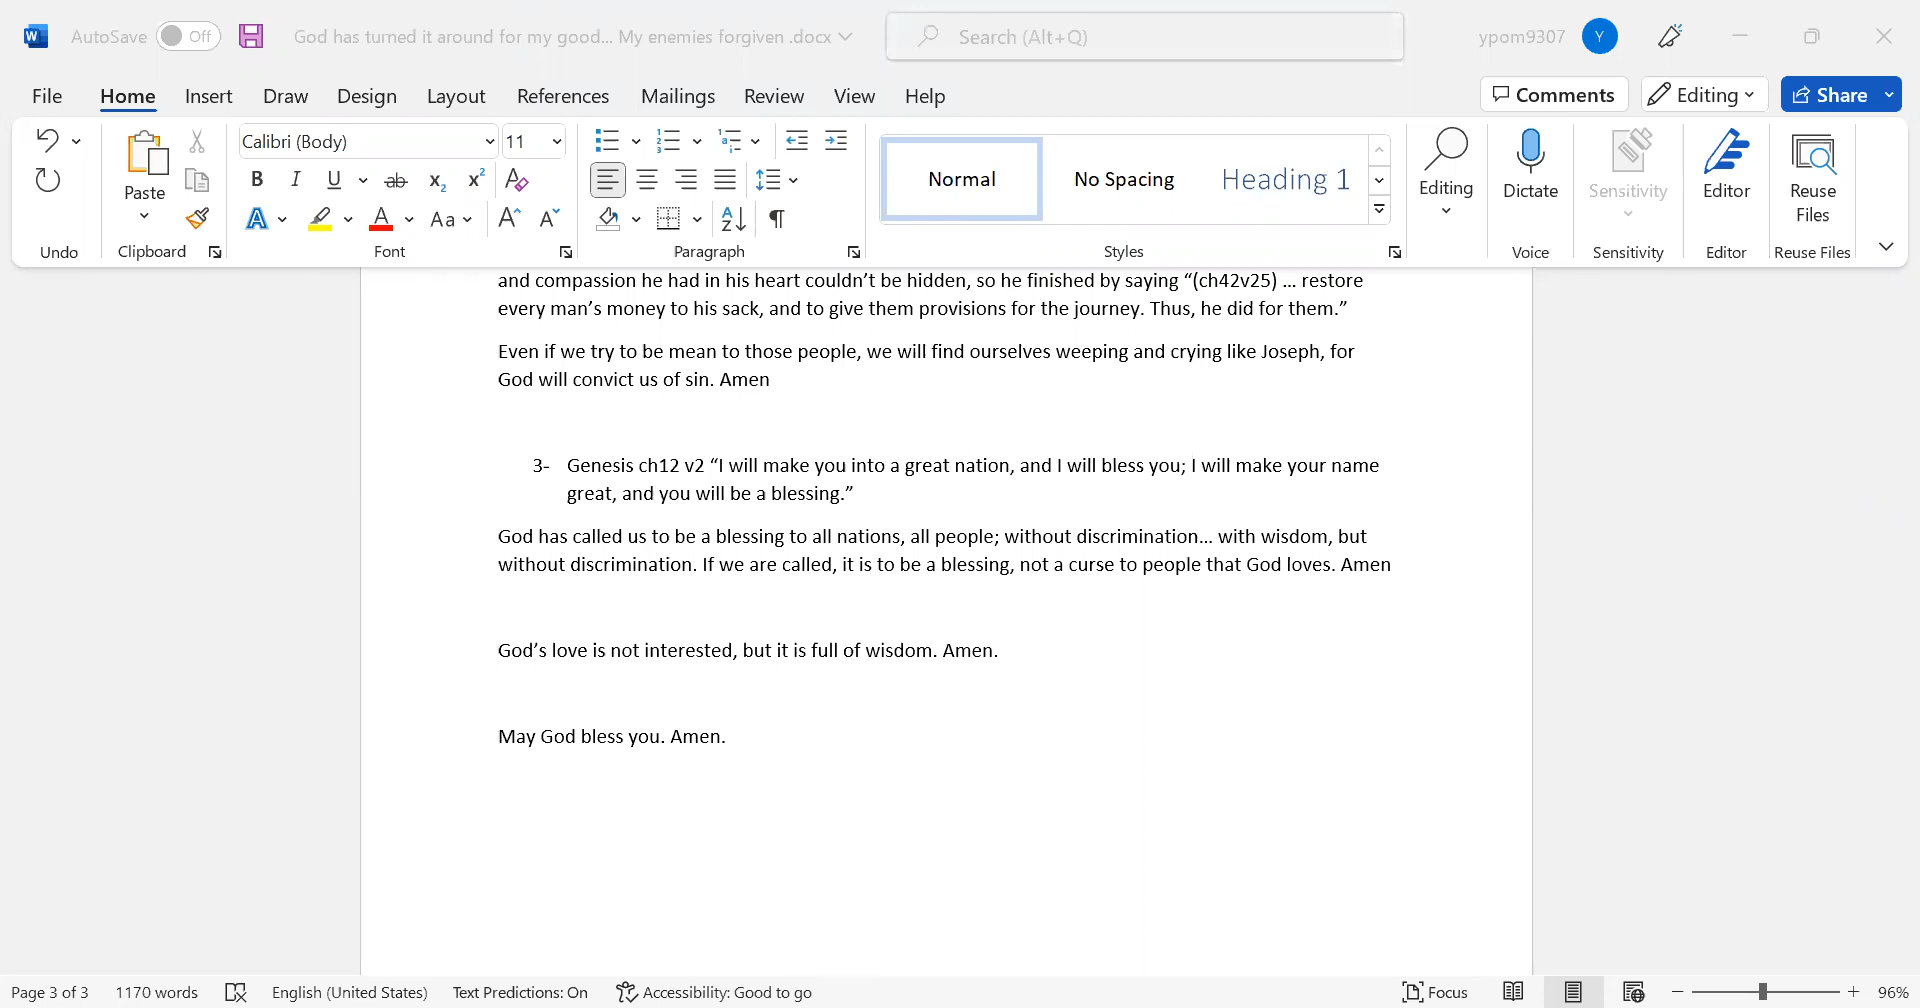 AutoSave Off God has turned it around for my good... My enemies forgiven .docx Search (Alt+Q) ypom9307 Y
File Home Insert Draw Design Layout References Mailings Review View Help Comments Editing Share
Calibri (Body) 11
Paste
Normal No Spacing Heading 1
Editing Dictate Sensitivity Editor Reuse Files
Undo Clipboard Font Paragraph Styles Voice Sensitivity Editor Reuse Files
and compassion he had in his heart couldn’t be hidden, so he finished by saying “(ch42v25) … restore
every man’s money to his sack, and to give them provisions for the journey. Thus, he did for them.”
Even if we try to be mean to those people, we will find ourselves weeping and crying like Joseph, for
God will convict us of sin. Amen
3- Genesis ch12 v2 “I will make you into a great nation, and I will bless you; I will make your name
great, and you will be a blessing.”
God has called us to be a blessing to all nations, all people; without discrimination… with wisdom, but
without discrimination. If we are called, it is to be a blessing, not a curse to people that God loves. Amen
God’s love is not interested, but it is full of wisdom. Amen.
May God bless you. Amen.
Page 3 of 3 1170 words English (United States) Text Predictions: On Accessibility: Good to go Focus 96%